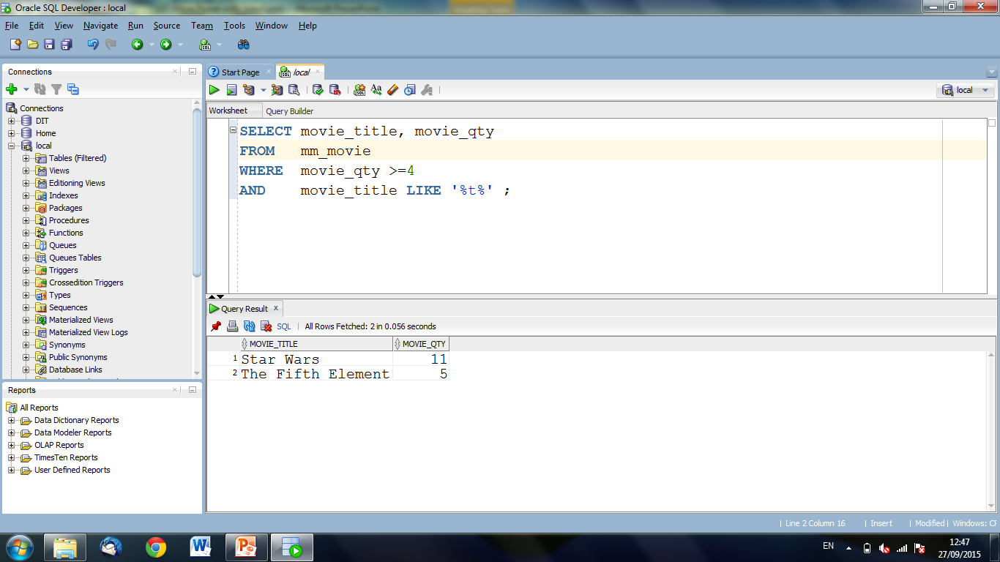 Oracle SQL Developer : local
File Edit View Navigate Run Source Team Tools Window Help
Connections
Connections
DIT
Home
local
Tables (Filtered)
Views
Editioning Views
Indexes
Packages
Procedures
Functions
Queues
Queues Tables
Triggers
Crossedition Triggers
Types
Sequences
Materialized Views
Materialized View Logs
Synonyms
Public Synonyms
Database Links
Reports
All Reports
Data Dictionary Reports
Data Modeler Reports
OLAP Reports
TimesTen Reports
User Defined Reports
Start Page local
local
Worksheet Query Builder
SELECT movie_title, movie_qty
FROM mm_movie
WHERE movie_qty >=4
AND movie_title LIKE '%t%' ;
Query Result x
SQL | All Rows Fetched: 2 in 0.056 seconds
MOVIE_TITLE MOVIE_QTY
1 Star Wars 11
2 The Fifth Element 5
| Line 2 Column 16 | Insert | Modified | Windows: CF
EN
12:47
27/09/2015